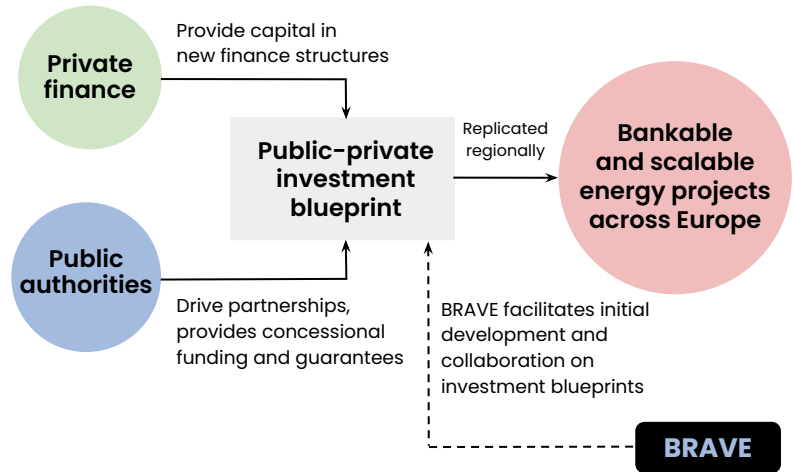 Private
finance
Provide capital in
new finance structures
Public-private
investment
blueprint
Replicated
regionally
Bankable
and scalable
energy projects
across Europe
Public
authorities
Drive partnerships,
provides concessional
funding and guarantees
BRAVE facilitates initial
development and
collaboration on
investment blueprints
BRAVE